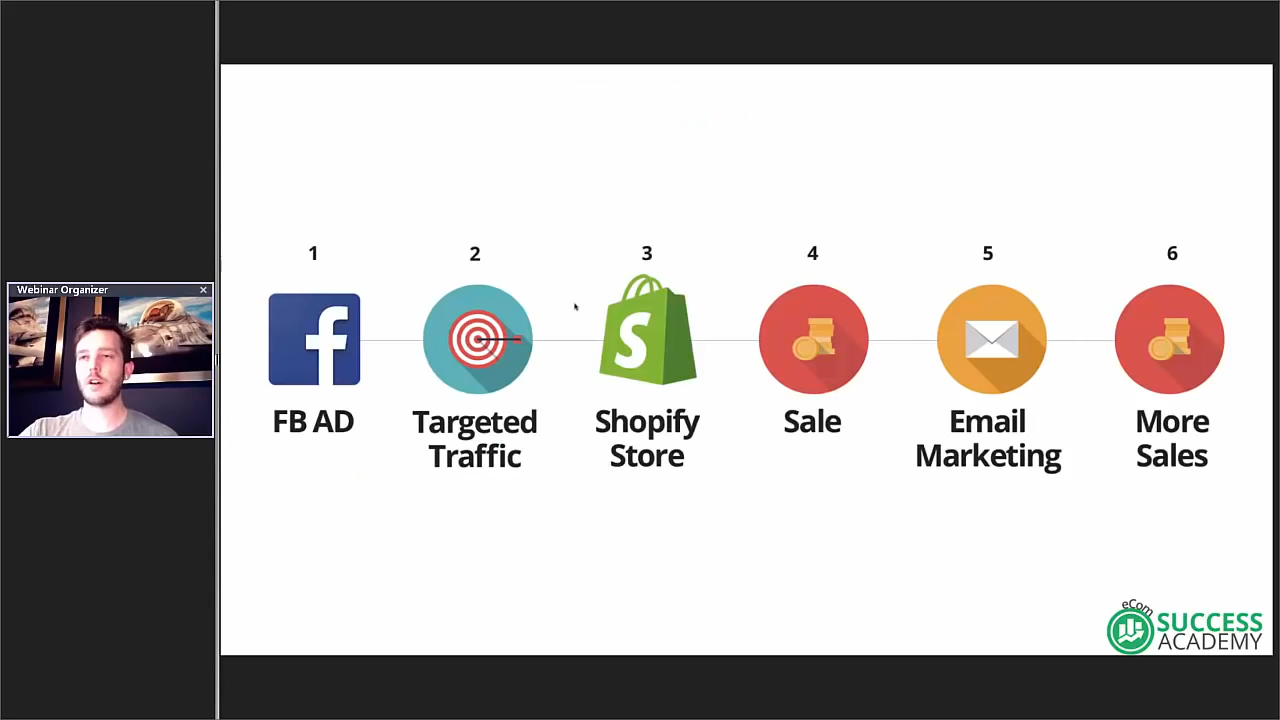 Webinar Organizer
1
2
3
4
5
6
FB AD
Targeted
Traffic
Shopify
Store
Sale
Email
Marketing
More
Sales
eCom
SUCCESS
ACADEMY